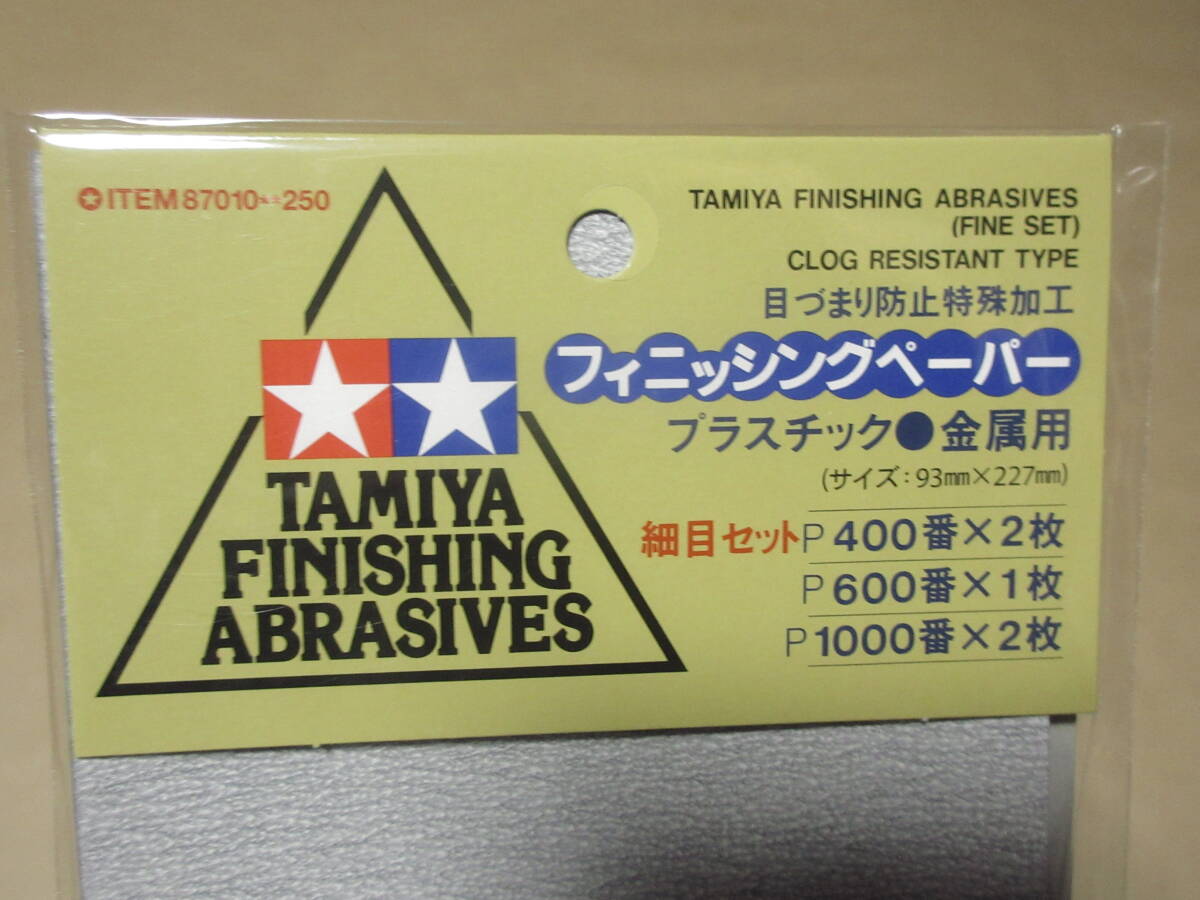 ITEM 87010 250
TAMIYA FINISHING ABRASIVES
(FINE SET)
CLOG RESISTANT TYPE
目づまり防止特殊加工
フィニッシングペーパー
プラスチック●金属用
(サイズ:93mm×227mm)
細目セット P 400番×2枚
P 600番×1枚
P 1000番×2枚
TAMIYA
FINISHING
ABRASIVES